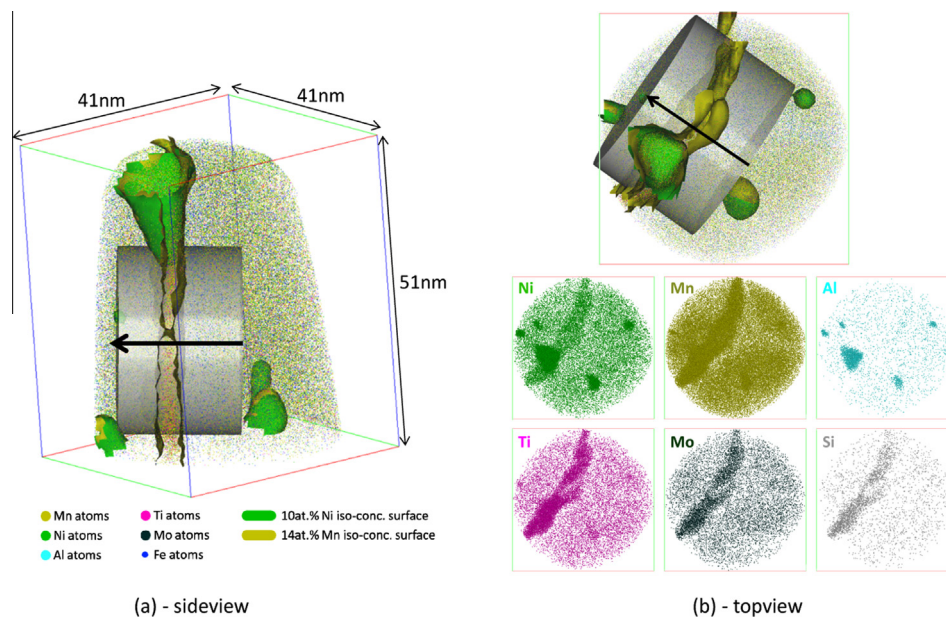 41nm
41nm
51nm
Mn atoms
Ti atoms
10at.% Ni iso-conc. surface
Ni atoms
Mo atoms
14at.% Mn iso-conc. surface
Al atoms
Fe atoms
(a) - sideview
Ni
Mn
Al
Ti
Mo
Si
(b) - topview